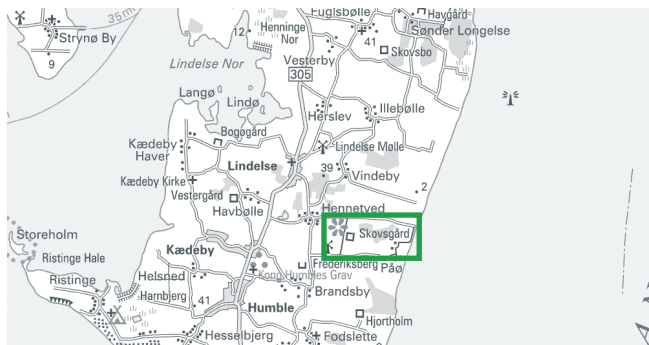 35 m
Strynø By
9
12
Henninge
Nor
Fuglsbølle
Havgård
41
Sønder Longelse
Skovsbo
Vesterby
Lindelse Nor
305
Langø
Lindø
Illebølle
Herslev
Bogøgård
Kædeby
Haver
Lindelse Mølle
Lindelse
39
Vindeby
Kædeby Kirke
2
Vestergård
Havbølle
Hennetved
Storeholm
Skovsgård
Kædeby
Ristinge Hale
Frederiksberg
Påø
Kong Humbles Grav
Ristinge
Helsned
Brandsby
Hambjerg
41
Humble
Hjortholm
Hesselbjerg
Fodslette